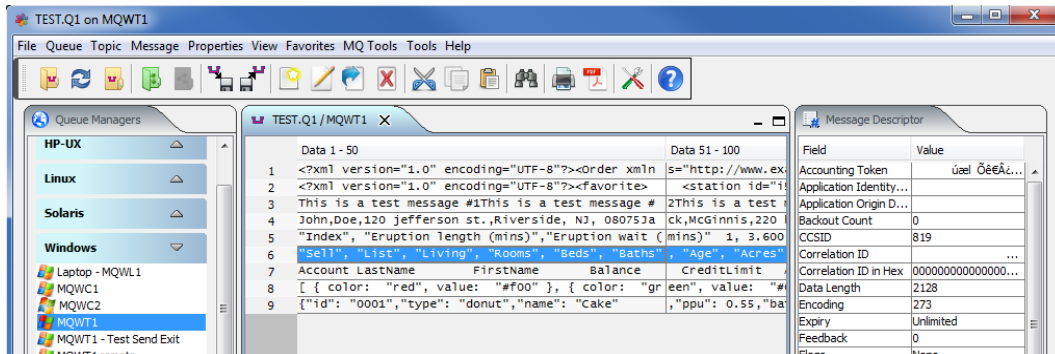 TEST.Q1 on MQWT1
File Queue Topic Message Properties View Favorites MQ Tools Tools Help
Queue Managers
HP-UX
Linux
Solaris
Windows
Laptop - MQWL1
MQWC1
MQWC2
MQWT1
MQWT1 - Test Send Exit
TEST.Q1 / MQWT1 X
Data 1 - 50 Data 51 - 100
1 <?xml version="1.0" encoding="UTF-8"?><Order xmln s="http://www.ex
2 <?xml version="1.0" encoding="UTF-8"?><favorite> <station id="i
3 This is a test message #1This is a test message # 2This is a test
4 John,Doe,120 jefferson st.,Riverside, NJ, 08075Ja ck,McGinnis,220
5 "Index", "Eruption length (mins)","Eruption wait ( mins)" 1, 3.600
6 "Sell", "List", "Living", "Rooms", "Beds", "Baths" , "Age", "Acres"
7 Account LastName FirstName Balance CreditLimit
8 [ { color: "red", value: "#f00" }, { color: "gr een", value: "#
9 {"id": "0001","type": "donut","name": "Cake" ,"ppu": 0.55,"ba
Message Descriptor
Field Value
Accounting Token
Application Identity...
Application Origin D...
Backout Count 0
CCSID 819
Correlation ID ...
Correlation ID in Hex 000000000000000...
Data Length 2128
Encoding 273
Expiry Unlimited
Feedback 0